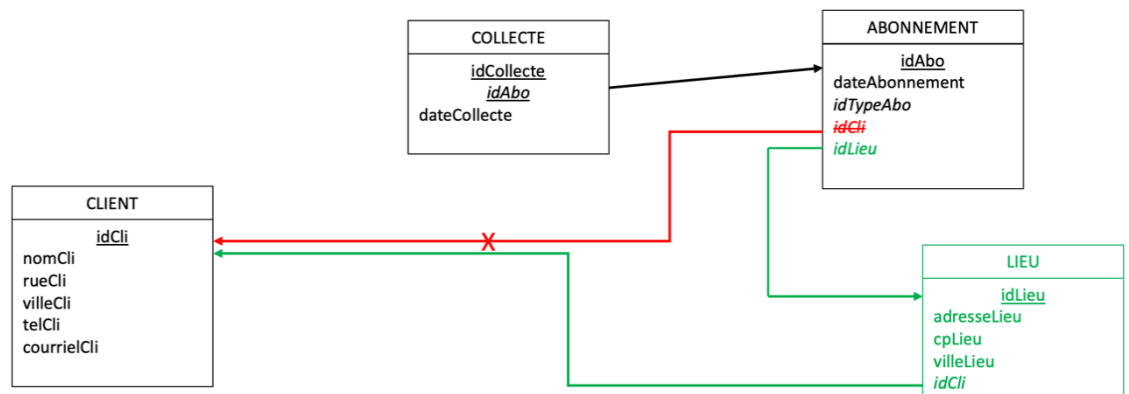 COLLECTE
idCollecte
idAbo
dateCollecte
ABONNEMENT
idAbo
dateAbonnement
idTypeAbo
idCli
idLieu
CLIENT
idCli
nomCli
rueCli
villeCli
telCli
courrielCli
X
LIEU
idLieu
adresseLieu
cpLieu
villeLieu
idCli